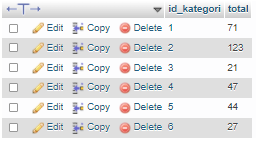 id_kategori total
Edit Copy Delete 1 71
Edit Copy Delete 2 123
Edit Copy Delete 3 21
Edit Copy Delete 4 47
Edit Copy Delete 5 44
Edit Copy Delete 6 27